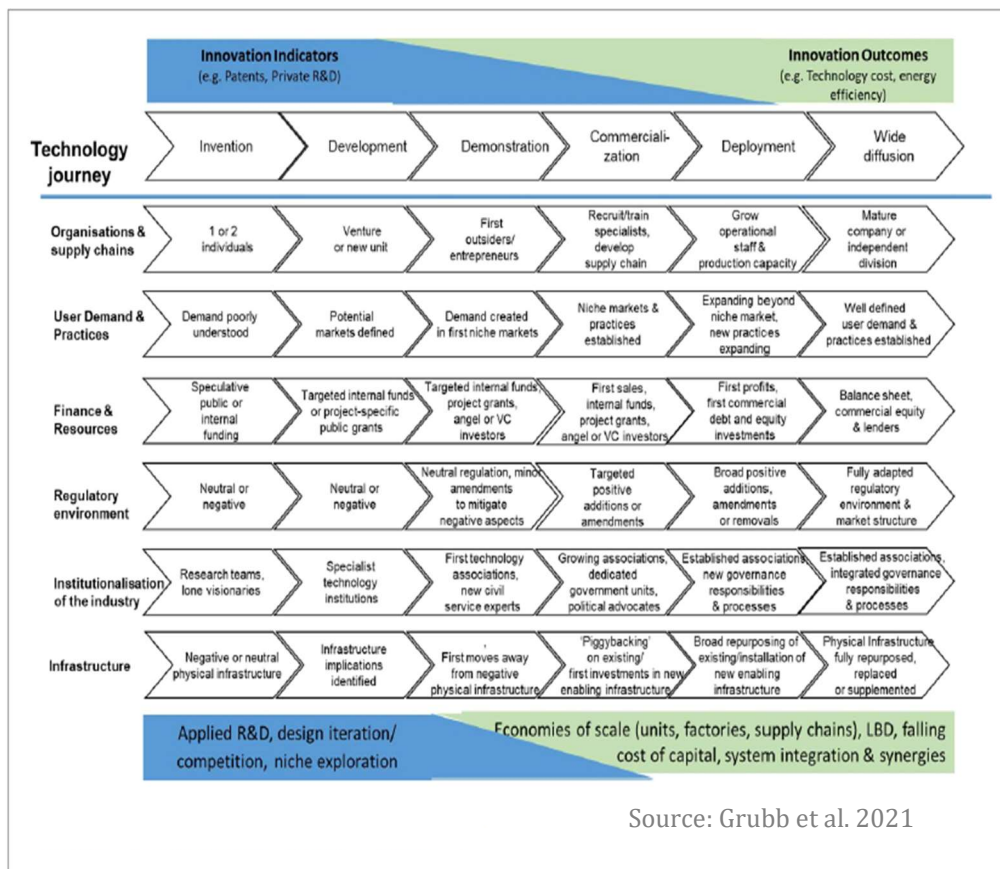 Innovation Indicators
(e.g. Patents, Private R&D)
Innovation Outcomes
(e.g. Technology cost, energy
efficiency)
Technology
journey
Invention
Development
Demonstration
Commerciali-
zation
Deployment
Wide
diffusion
Organisations &
supply chains
1 or 2
individuals
Venture
or new unit
First
outsiders/
entrepreneurs
Recruit/train
specialists,
develop
supply chain
Grow
operational
staff &
production capacity
Mature
company or
independent
division
User Demand &
Practices
Demand poorly
understood
Potential
markets defined
Demand created
in first niche markets
Niche markets &
practices
established
Expanding beyond
niche market,
new practices
expanding
Well defined
user demand &
practices established
Finance &
Resources
Speculative
public or
internal
funding
Targeted internal funds
or project-specific
public grants
Targeted internal funds,
project grants,
angel or VC
investors
First sales,
internal funds,
project grants,
angel or VC investors
First profits,
first commercial
debt and equity
investments
Balance sheet,
commercial equity
& lenders
Regulatory
environment
Neutral or
negative
Neutral or
negative
Neutral regulation, minor
amendments
to mitigate
negative aspects
Targeted
positive
additions or
amendments
Broad positive
additions,
amendments
or removals
Fully adapted
regulatory
environment &
market structure
Institutionalisation
of the industry
Research teams,
lone visionaries
Specialist
technology
institutions
First technology
associations,
new civil
service experts
Growing associations,
dedicated
government units,
political advocates
Established associations,
new governance
responsibilities
& processes
Established associations,
integrated governance
responsibilities
& processes
Infrastructure
Negative or neutral
physical infrastructure
Infrastructure
implications
identified
,
First moves away
from negative
physical infrastructure
'Piggybacking'
on existing/
first investments in new
enabling infrastructure
Broad repurposing of
existing/installation of
new enabling
infrastructure
Physical Infrastructure
fully repurposed,
replaced
or supplemented
Applied R&D, design iteration/
competition, niche exploration
Economies of scale (units, factories, supply chains), LBD, falling
cost of capital, system integration & synergies
Source: Grubb et al. 2021